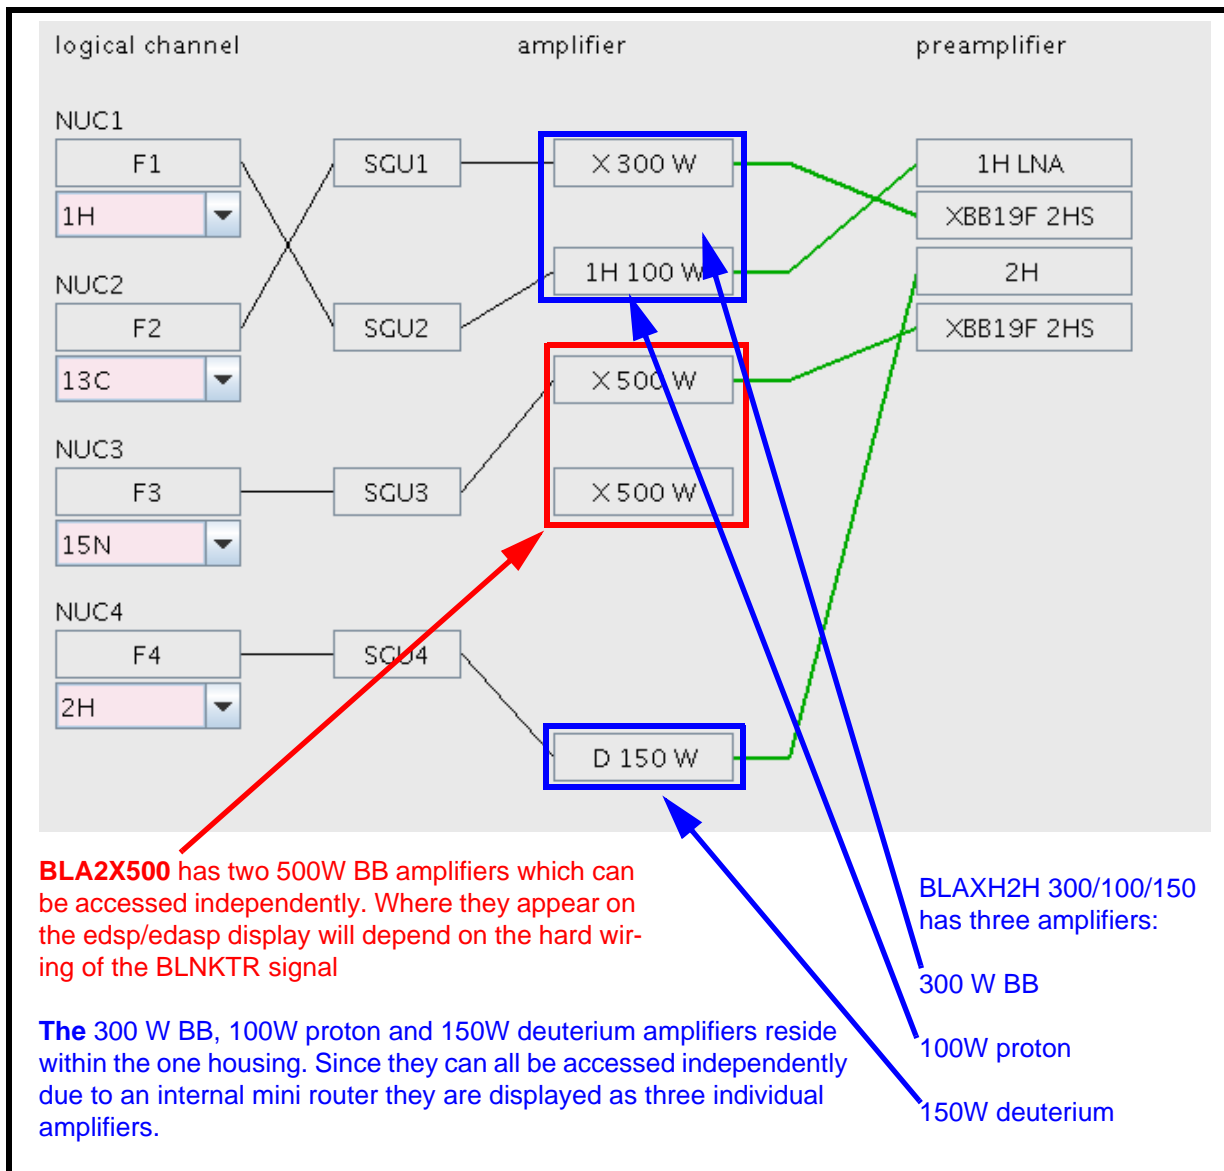 logical channel amplifier preamplifier
NUC1
F1 SGU1 X 300 W 1H LNA
1H XBB19F 2HS
NUC2 1H 100 W 2H
F2 SGU2 XBB19F 2HS
13C X 500 W
NUC3
F3 SGU3 X 500 W
15N
NUC4
F4 SGU4
2H
D 150 W
BLA2X500 has two 500W BB amplifiers which can
be accessed independently. Where they appear on
the edsp/edasp display will depend on the hard wir-
ing of the BLNKTR signal
The 300 W BB, 100W proton and 150W deuterium amplifiers reside
within the one housing. Since they can all be accessed independently
due to an internal mini router they are displayed as three individual
amplifiers.
BLAXH2H 300/100/150
has three amplifiers:
300 W BB
100W proton
150W deuterium